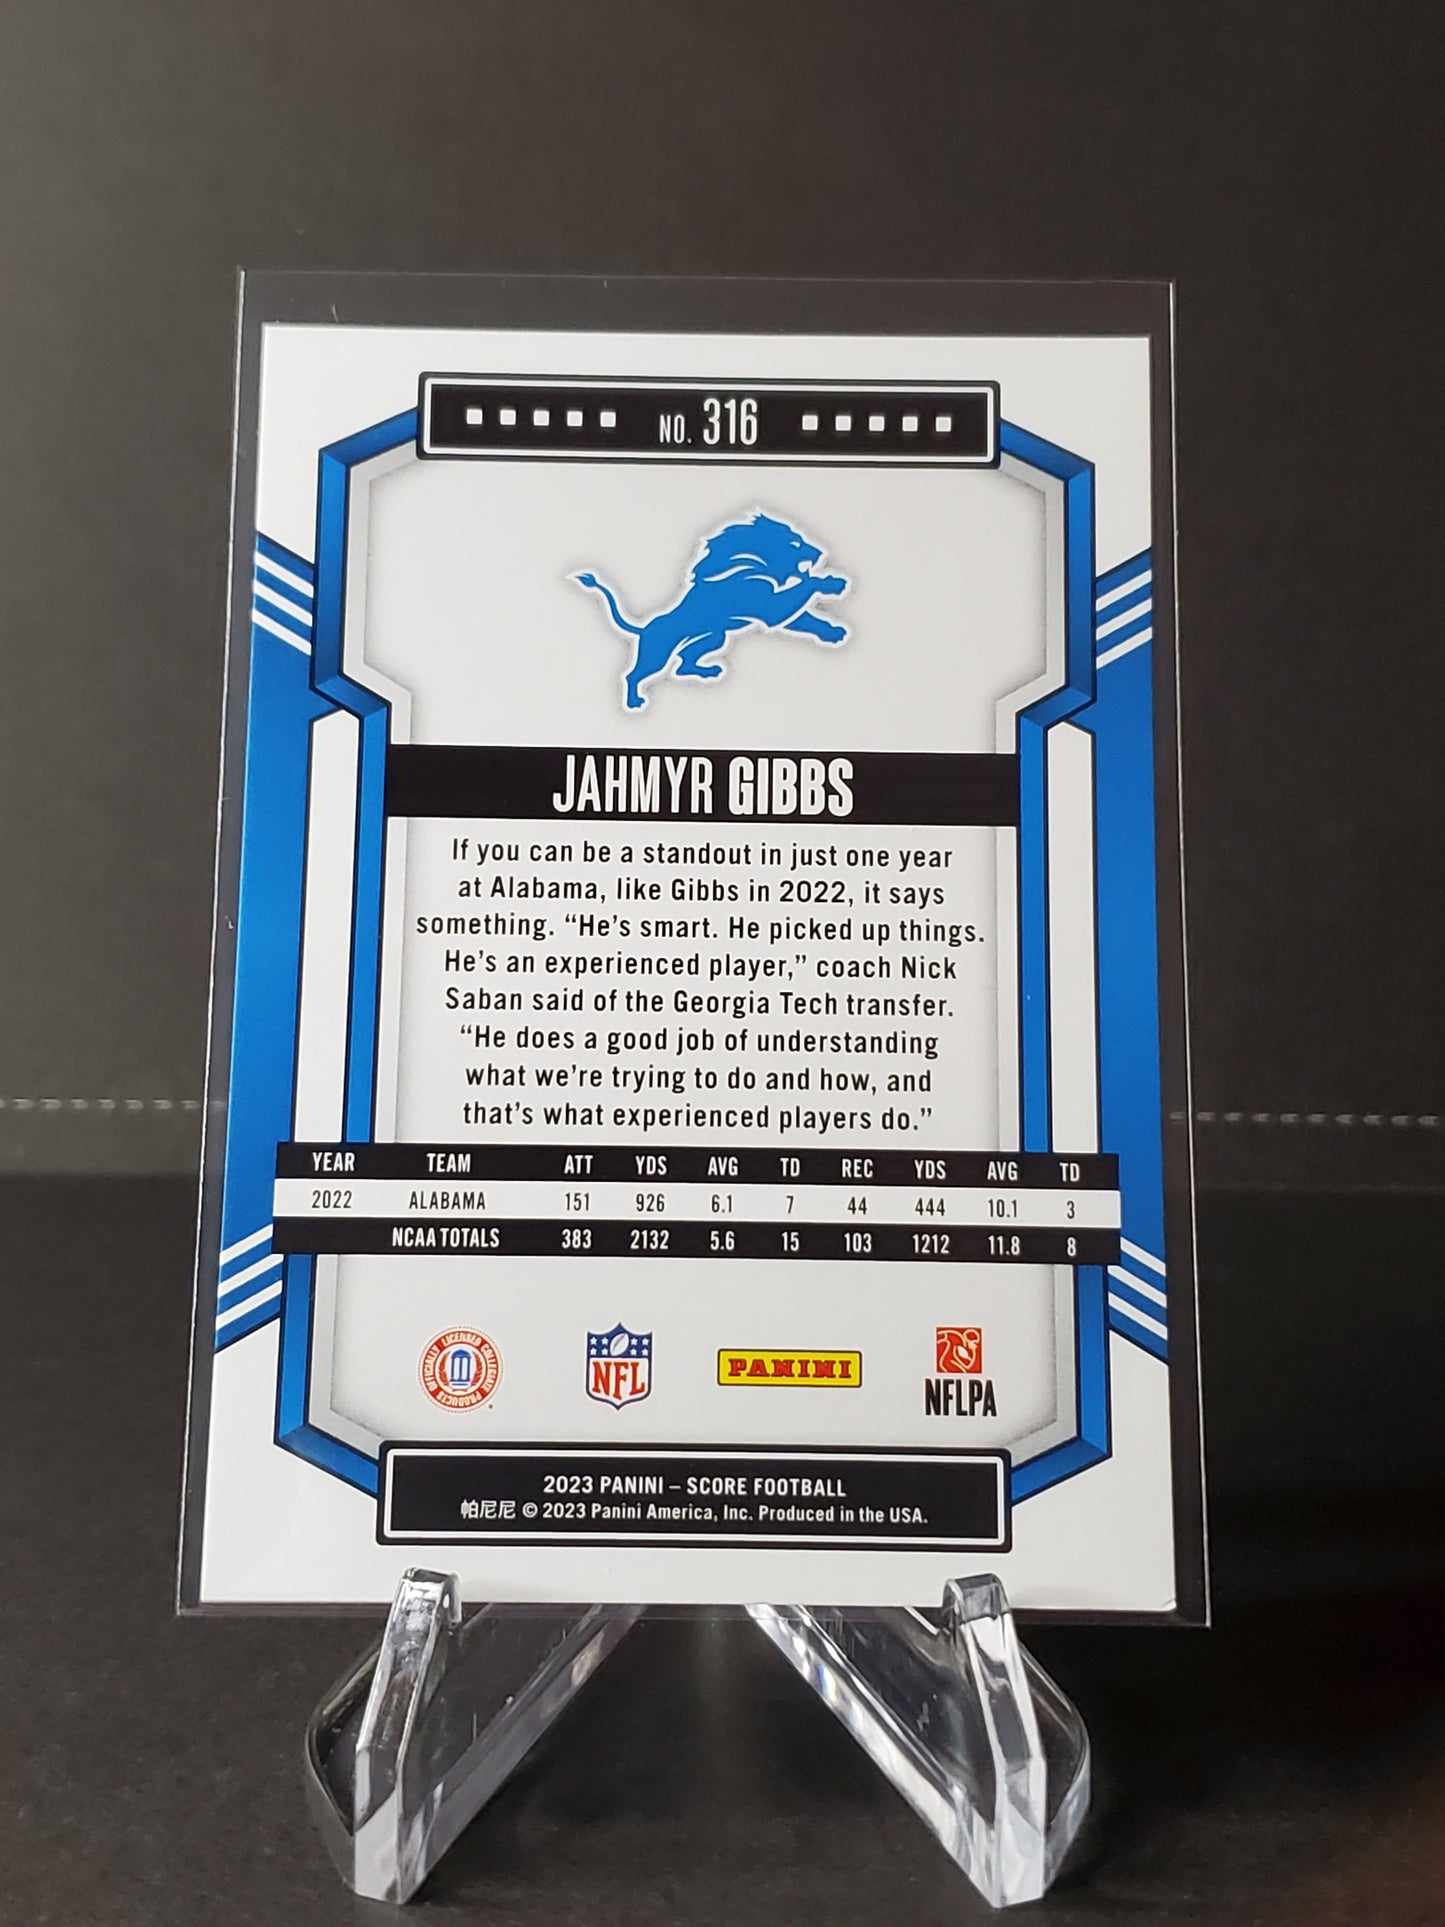 NO. 316
JAHMYR GIBBS
If you can be a standout in just one year
at Alabama, like Gibbs in 2022, it says
something. “He’s smart. He picked up things.
He’s an experienced player,” coach Nick
Saban said of the Georgia Tech transfer.
“He does a good job of understanding
what we’re trying to do and how, and
that’s what experienced players do.”
YEAR TEAM ATT YDS AVG TD REC YDS AVG TD
2022 ALABAMA 151 926 6.1 7 44 444 10.1 3
NCAA TOTALS 383 2132 5.6 15 103 1212 11.8 8
OFFICIALLY LICENSED COLLEGIATE PRODUCTS
NFL
PANINI
NFLPA
2023 PANINI – SCORE FOOTBALL
帕尼尼 © 2023 Panini America, Inc. Produced in the USA.